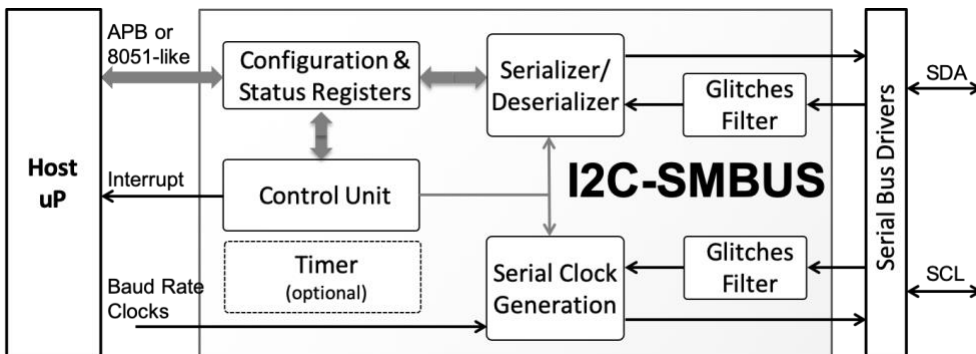 APB or
8051-like
Configuration &
Status Registers
Serializer/
Deserializer
Glitches
Filter
SDA
Host
uP
Interrupt
Control Unit
I2C-SMBUS
Serial Bus Drivers
Timer
(optional)
Serial Clock
Generation
Glitches
Filter
SCL
Baud Rate
Clocks